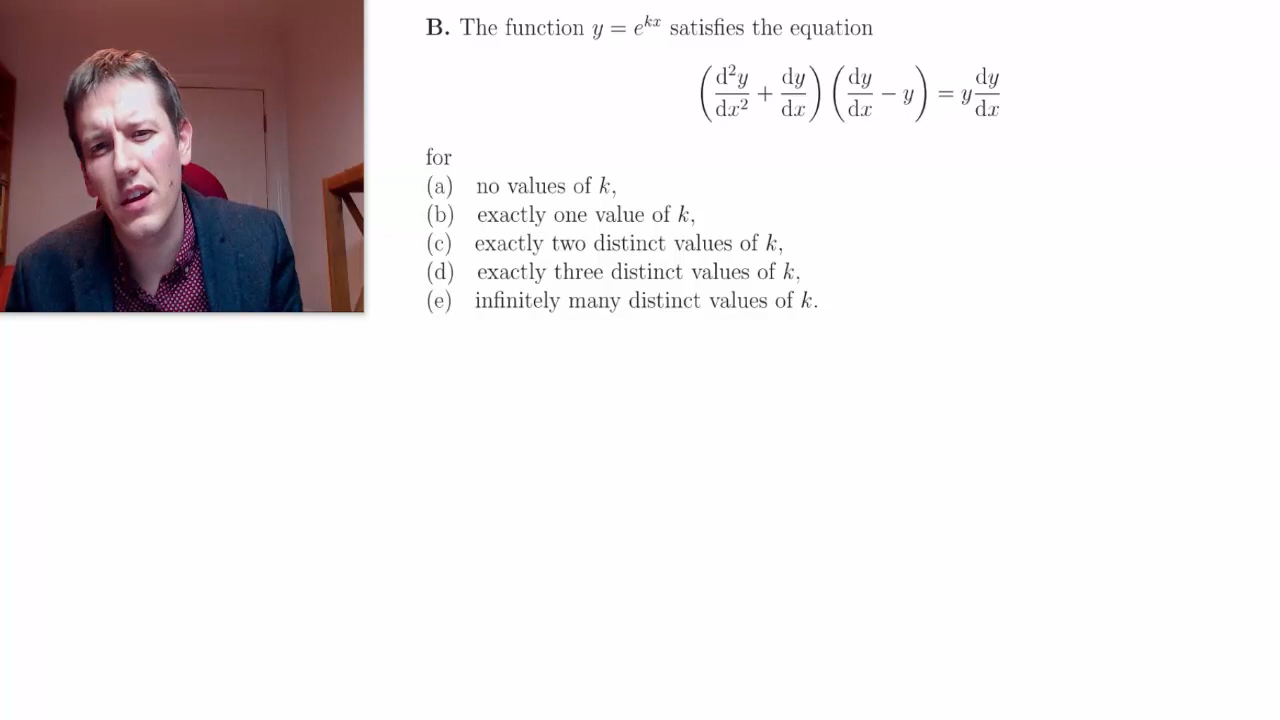 B. The function y = e^{kx} satisfies the equation
(d²y/dx² + dy/dx)(dy/dx − y) = y dy/dx
for
(a) no values of k,
(b) exactly one value of k,
(c) exactly two distinct values of k,
(d) exactly three distinct values of k,
(e) infinitely many distinct values of k.